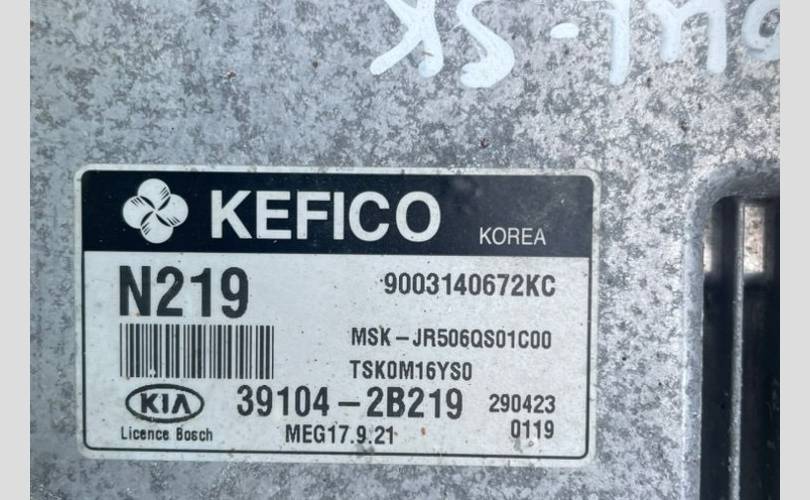 KEFICO KOREA
N219 9003140672KC
MSK-JR506QS01C00
TSK0M16YS0
KIA 39104-2B219 290423
Licence Bosch MEG17.9.21 0119